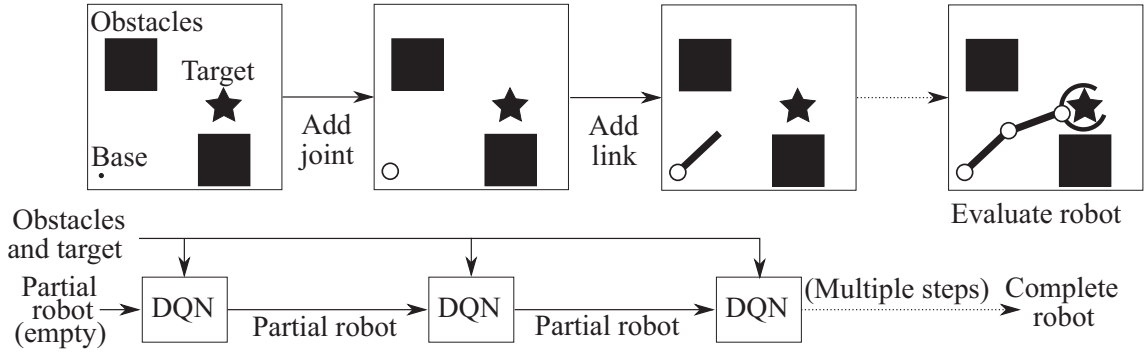 Obstacles
Target
Base
Add
joint
Add
link
Evaluate robot
Obstacles
and target
Partial
robot
(empty)
DQN
Partial robot
DQN
Partial robot
DQN
(Multiple steps)
Complete
robot